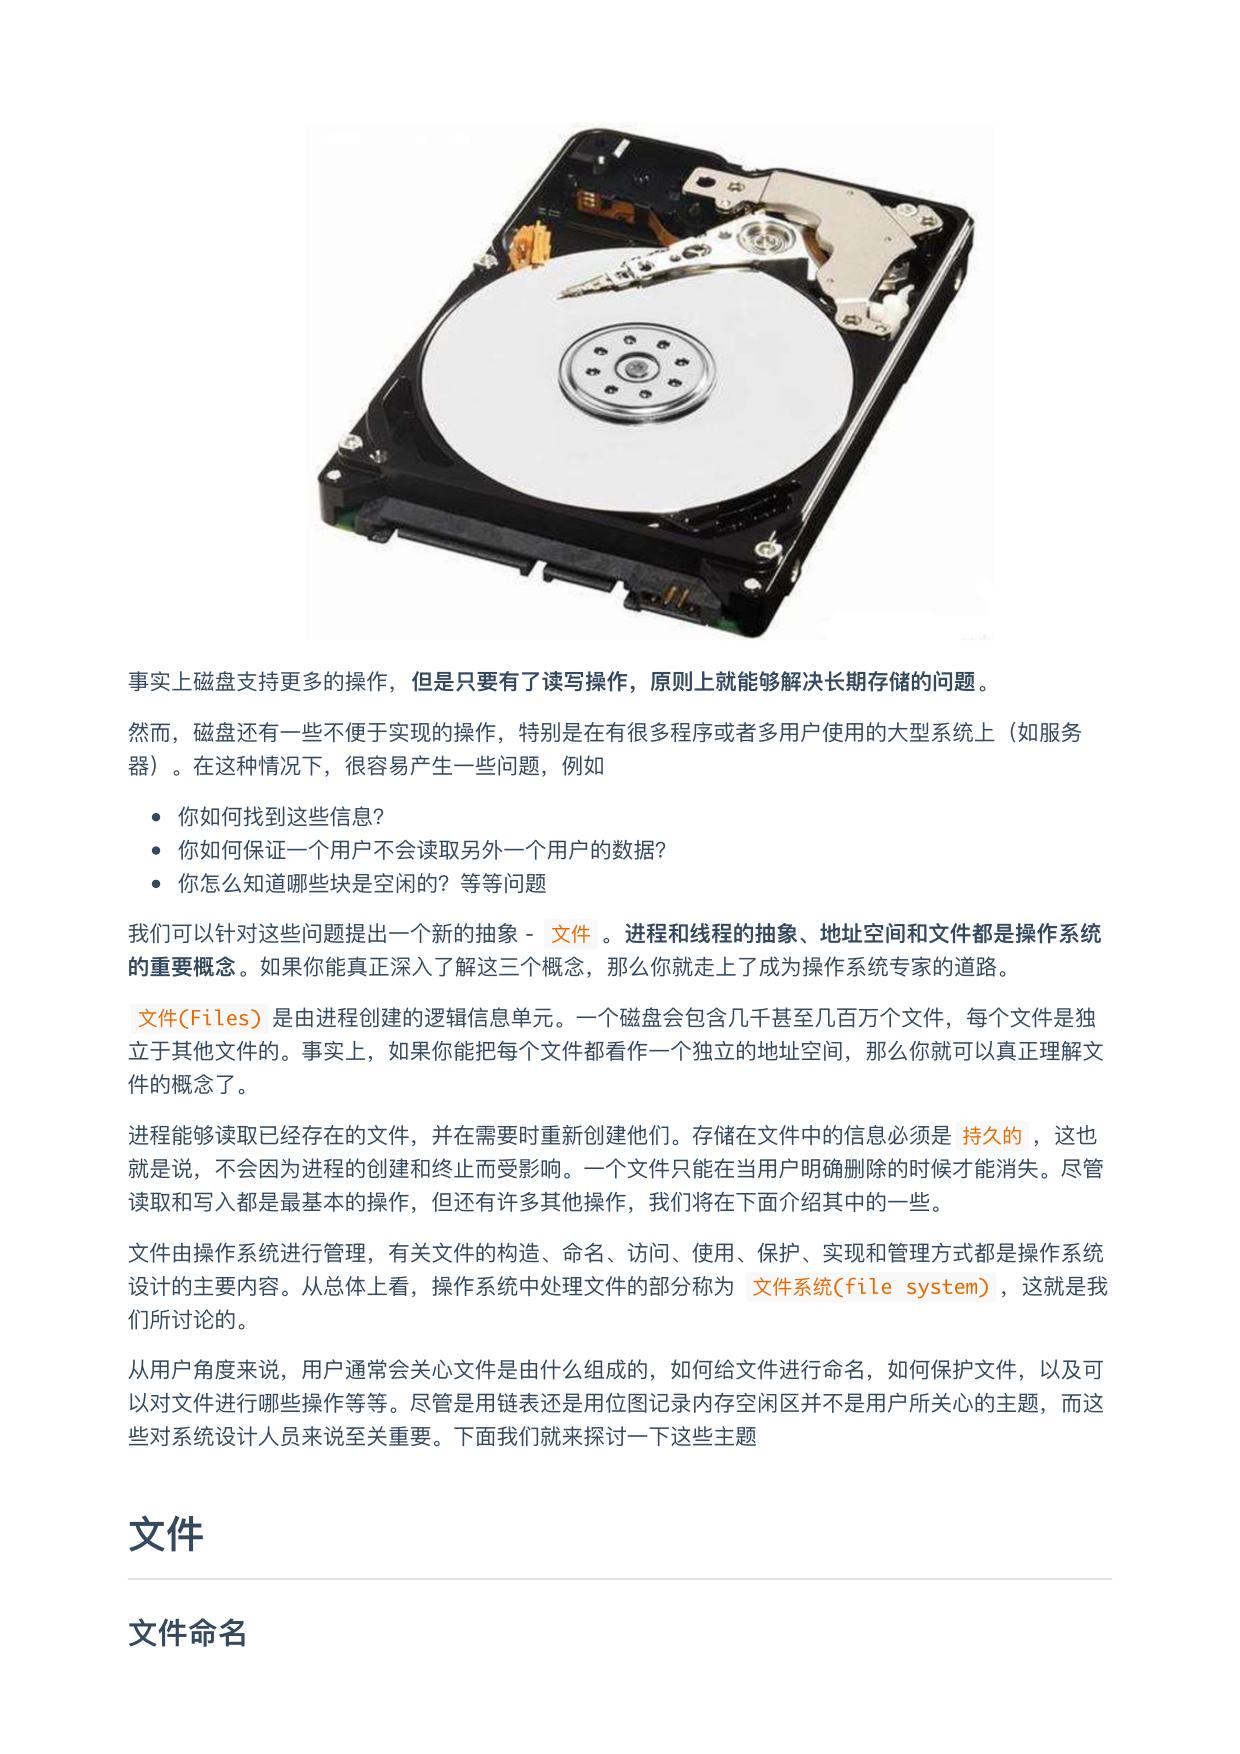 事实上磁盘支持更多的操作，但是只要有了读写操作，原则上就能够解决长期存储的问题。
然而，磁盘还有一些不便于实现的操作，特别是在有很多程序或者多用户使用的大型系统上（如服务
器）。在这种情况下，很容易产生一些问题，例如
• 你如何找到这些信息？
• 你如何保证一个用户不会读取另外一个用户的数据？
• 你怎么知道哪些块是空闲的？等等问题
我们可以针对这些问题提出一个新的抽象 - 文件 。进程和线程的抽象、地址空间和文件都是操作系统
的重要概念。如果你能真正深入了解这三个概念，那么你就走上了成为操作系统专家的道路。
文件(Files) 是由进程创建的逻辑信息单元。一个磁盘会包含几千甚至几百万个文件，每个文件是独
立于其他文件的。事实上，如果你能把每个文件都看作一个独立的地址空间，那么你就可以真正理解文
件的概念了。
进程能够读取已经存在的文件，并在需要时重新创建他们。存储在文件中的信息必须是 持久的 ，这也
就是说，不会因为进程的创建和终止而受影响。一个文件只能在当用户明确删除的时候才能消失。尽管
读取和写入都是最基本的操作，但还有许多其他操作，我们将在下面介绍其中的一些。
文件由操作系统进行管理，有关文件的构造、命名、访问、使用、保护、实现和管理方式都是操作系统
设计的主要内容。从总体上看，操作系统中处理文件的部分称为 文件系统(file system) ，这就是我
们所讨论的。
从用户角度来说，用户通常会关心文件是由什么组成的，如何给文件进行命名，如何保护文件，以及可
以对文件进行哪些操作等等。尽管是用链表还是用位图记录内存空闲区并不是用户所关心的主题，而这
些对系统设计人员来说至关重要。下面我们就来探讨一下这些主题
文件
文件命名